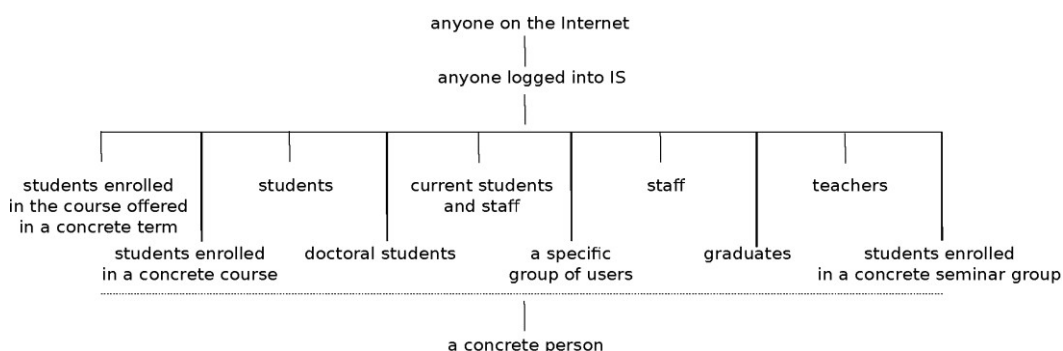 anyone on the Internet
anyone logged into IS
students enrolled
in the course offered
in a concrete term
students
current students
and staff
staff
teachers
students enrolled
in a concrete course
doctoral students
a specific
group of users
graduates
students enrolled
in a concrete seminar group
a concrete person